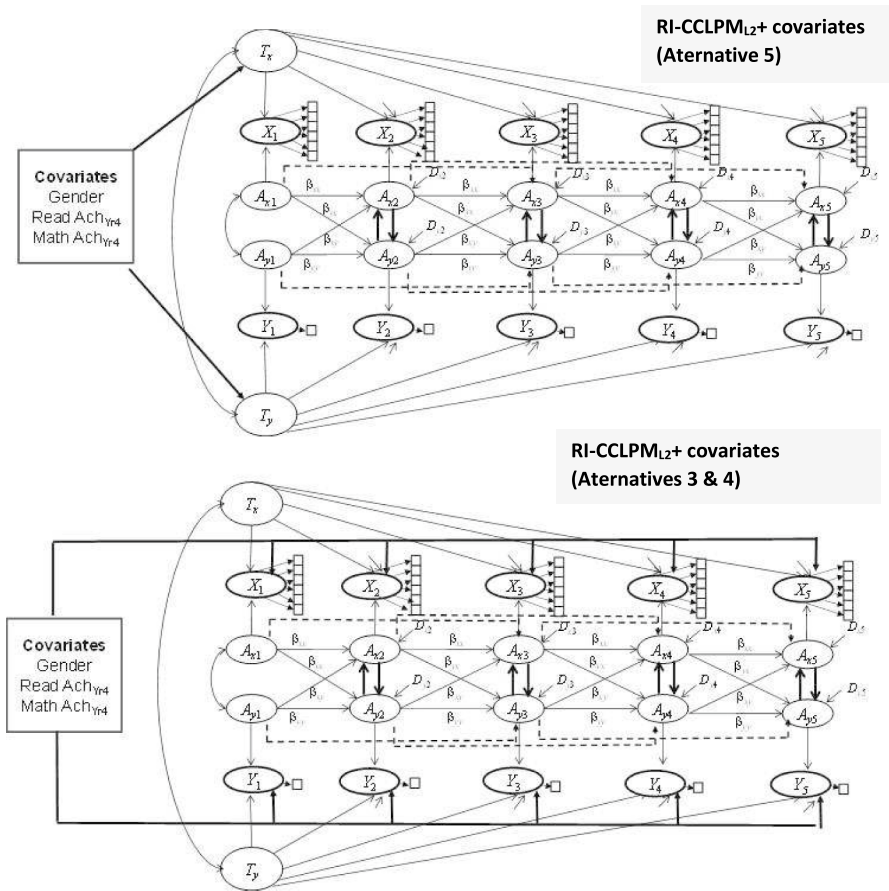 RI-CCLPML2+ covariates
(Aternative 5)
Tx
X1 X2 X3 X4 X5
Covariates
Gender
Read AchYr4
Math AchYr4
Ax1 Ax2 Ax3 Ax4 Ax5
β β β β
β β β
β β β
Ay1 Ay2 Ay3 Ay4 Ay5
β β β β
Y1 Y2 Y3 Y4 Y5
Ty
RI-CCLPML2+ covariates
(Aternatives 3 & 4)
Tx
X1 X2 X3 X4 X5
Covariates
Gender
Read AchYr4
Math AchYr4
Ax1 Ax2 Ax3 Ax4 Ax5
β β β β
β β β
β β β
Ay1 Ay2 Ay3 Ay4 Ay5
β β β β
Y1 Y2 Y3 Y4 Y5
Ty